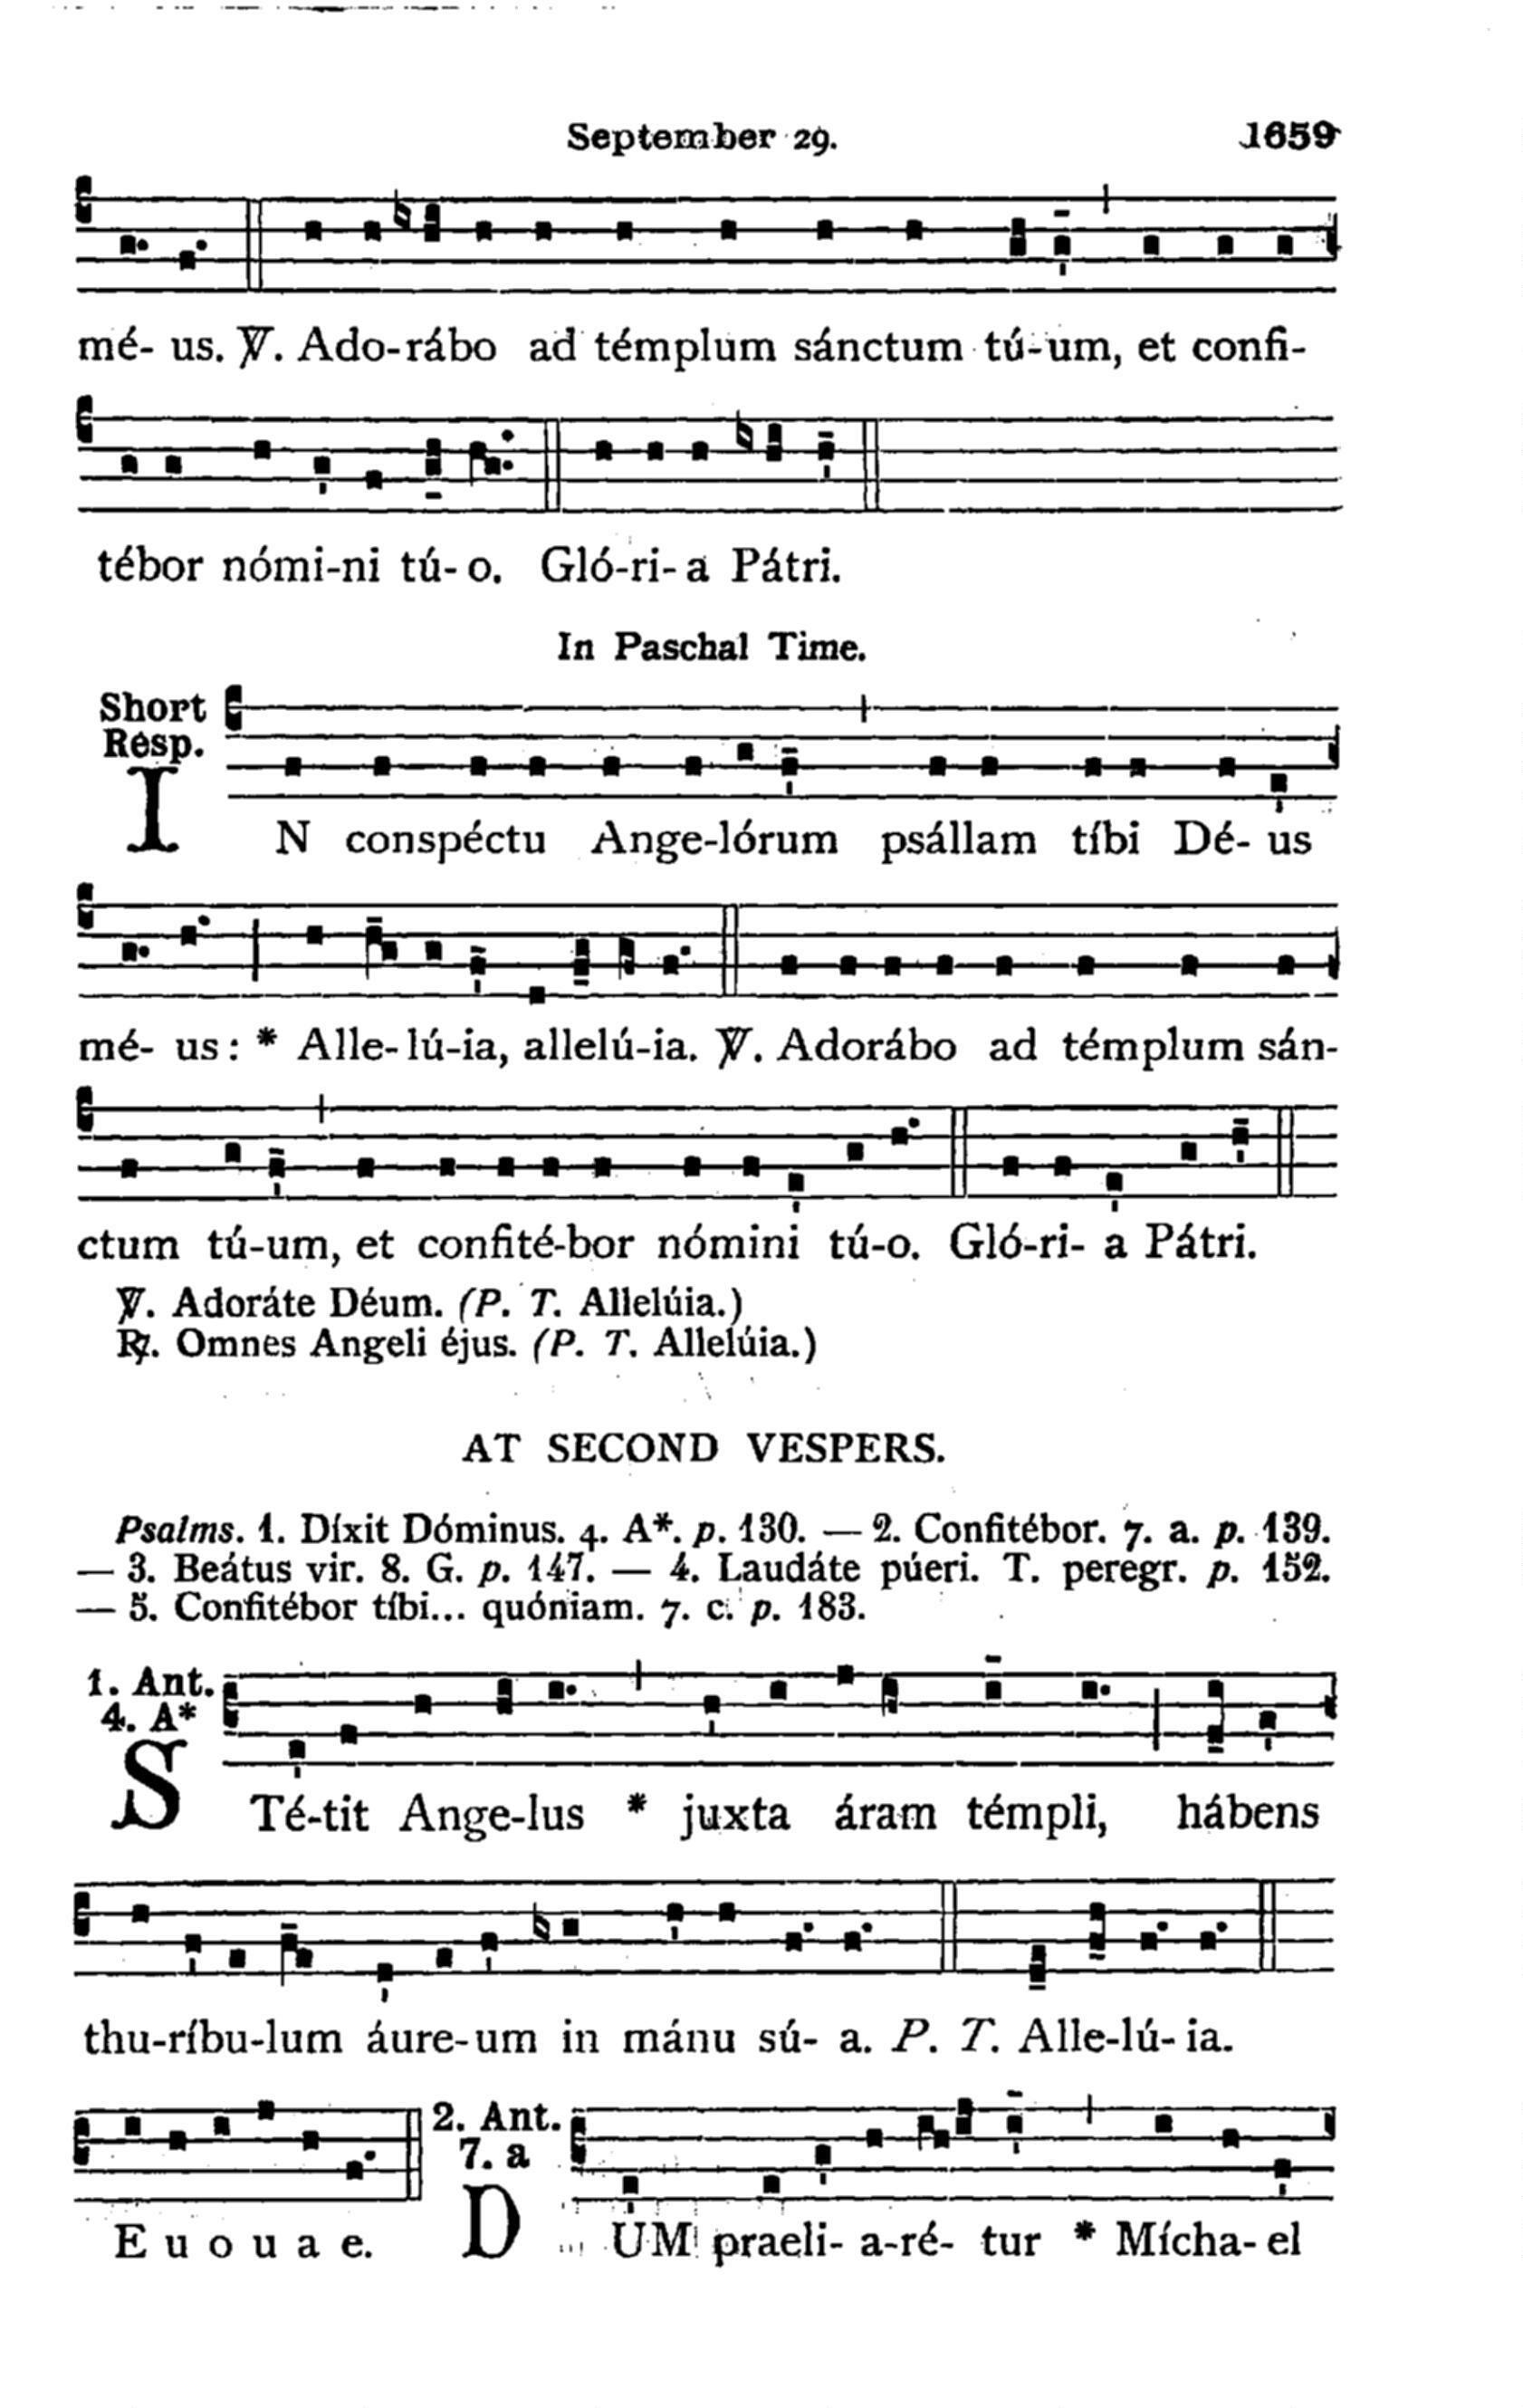 September 29. 1659
mé- us. ℣. Ado-rábo ad témplum sánctum tú-um, et confi-
tébor nómi-ni tú- o. Gló-ri- a Pátri.
In Paschal Time.
Short
Resp.
IN conspéctu Ange-lórum psállam tíbi Dé- us
mé- us : * Alle-lú-ia, allelú-ia. ℣. Adorábo ad témplum sán-
ctum tú-um, et confité-bor nómini tú-o. Gló-ri- a Pátri.
℣. Adoráte Déum. (P. T. Allelúia.)
℟. Omnes Angeli éjus. (P. T. Allelúia.)
AT SECOND VESPERS.
Psalms. 1. Díxit Dóminus. 4. A*. p. 130. — 2. Confitébor. 7. a. p. 139.
— 3. Beátus vir. 8. G. p. 147. — 4. Laudáte púeri. T. peregr. p. 152.
— 5. Confitébor tíbi... quóniam. 7. c. p. 183.
1. Ant.
4. A*
STé-tit Ange-lus * juxta áram témpli, hábens
thu-ríbu-lum áure-um in mánu sú- a. P. T. Alle-lú- ia.
2. Ant.
7. a
E u o u a e. DUM praeli- a-ré- tur * Mícha- el